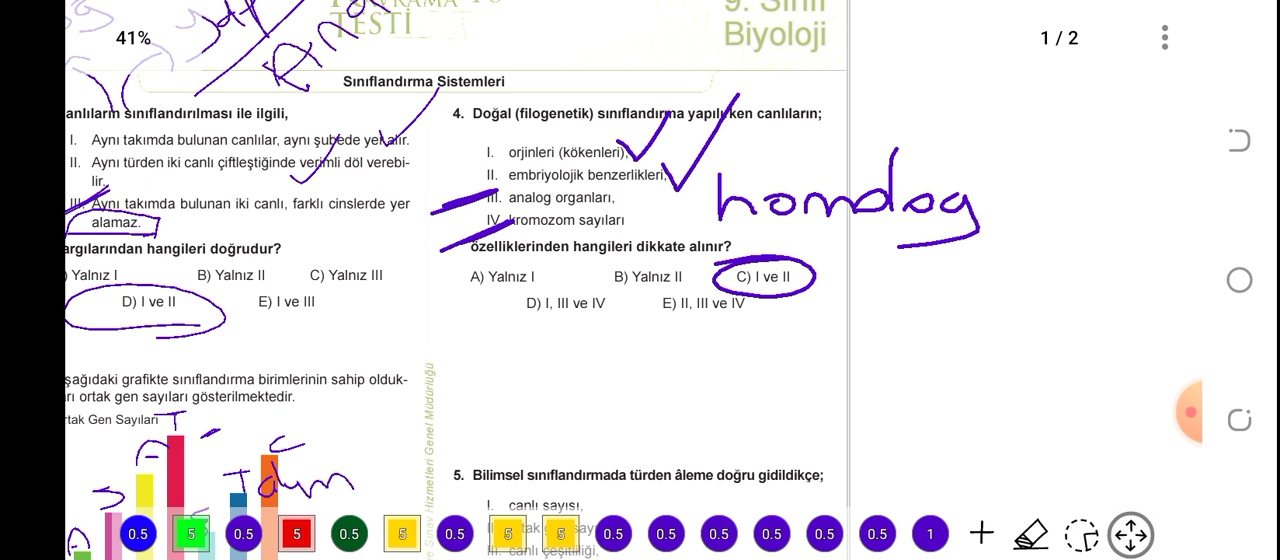 41%
TESTİ
9. Sınıf
Biyoloji
1 / 2
Sınıflandırma Sistemleri
anlıların sınıflandırılması ile ilgili,
I. Aynı takımda bulunan canlılar, aynı şubede yer alır.
II. Aynı türden iki canlı çiftleştiğinde verimli döl verebi-
lir.
III. Aynı takımda bulunan iki canlı, farklı cinslerde yer
alamaz.
argılarından hangileri doğrudur?
) Yalnız I B) Yalnız II C) Yalnız III
D) I ve II E) I ve III
şağıdaki grafikte sınıflandırma birimlerinin sahip olduk-
rı ortak gen sayıları gösterilmektedir.
rtak Gen Sayıları
T
C
4. Doğal (filogenetik) sınıflandırma yapılırken canlıların;
I. orjinleri (kökenleri),
II. embriyolojik benzerlikleri,
III. analog organları,
IV. kromozom sayıları
homolog
özelliklerinden hangileri dikkate alınır?
A) Yalnız I B) Yalnız II C) I ve II
D) I, III ve IV E) II, III ve IV
Hizmetleri Genel Müdürlüğü
5. Bilimsel sınıflandırmada türden âleme doğru gidildikçe;
I. canlı sayısı,
III. canlı çeşitliliği,
0.5 5 0.5 5 0.5 5 0.5 5 5 0.5 0.5 0.5 0.5 0.5 0.5 1